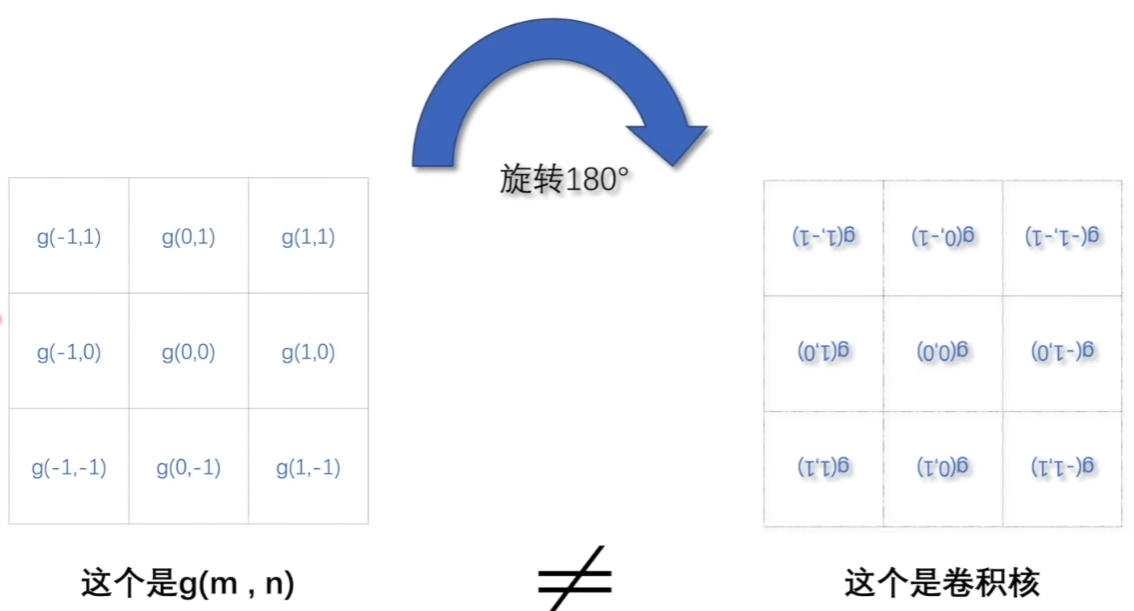 旋转180°
g(-1,1) g(0,1) g(1,1)
g(-1,0) g(0,0) g(1,0)
g(-1,-1) g(0,-1) g(1,-1)
g(1,-1) g(0,-1) g(-1,-1)
g(1,0) g(0,0) g(-1,0)
g(1,1) g(0,1) g(-1,1)
这个是g(m , n)
≠
这个是卷积核